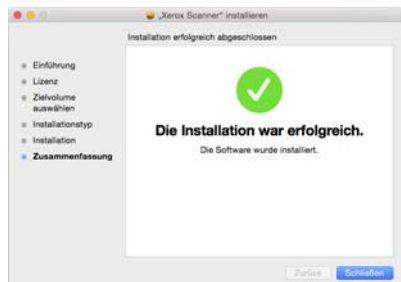 „Xerox Scanner“ installieren
Installation erfolgreich abgeschlossen
Einführung
Lizenz
Zielvolume
auswählen
Installationstyp
Installation
Zusammenfassung
Die Installation war erfolgreich.
Die Software wurde installiert.
Zurück
Schließen